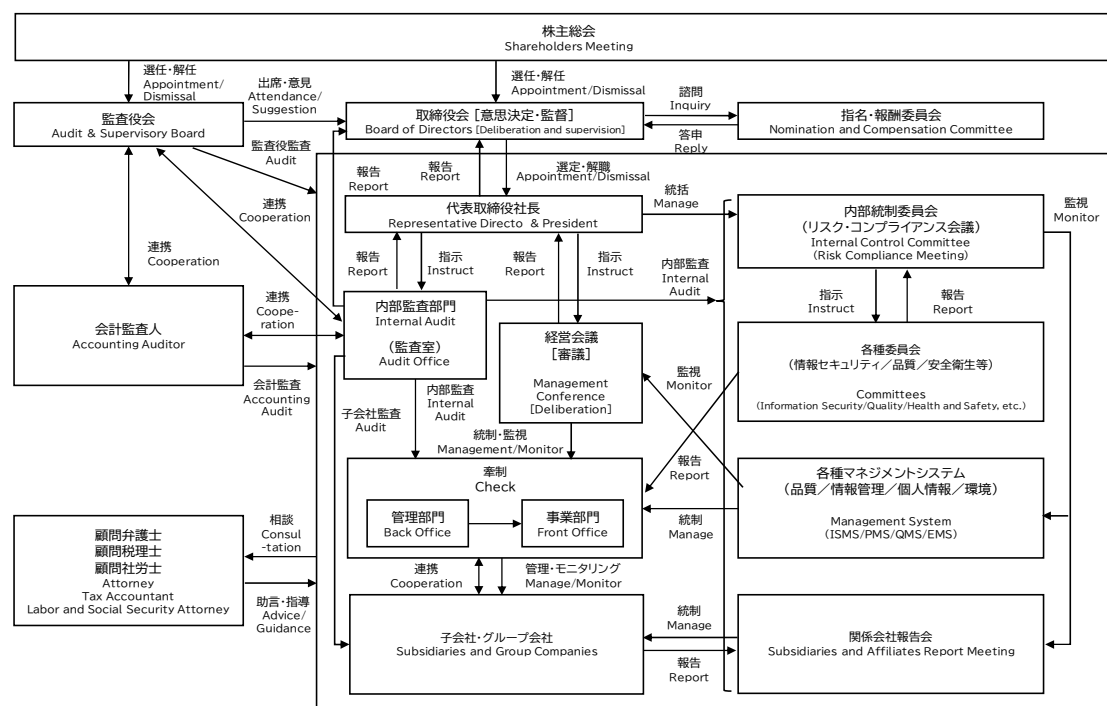 株主総会
Shareholders Meeting
選任・解任
Appointment/
Dismissal
出席・意見
Attendance/
Suggestion
選任・解任
Appointment/Dismissal
諮問
Inquiry
監査役会
Audit & Supervisory Board
取締役会 [意思決定・監督]
Board of Directors [Deliberation and supervision]
指名・報酬委員会
Nomination and Compensation Committee
答申
Reply
監査役監査
Audit
報告
Report
報告
Report
選定・解職
Appointment/Dismissal
統括
Manage
代表取締役社長
Representative Directo & President
内部統制委員会
(リスク・コンプライアンス会議)
Internal Control Committee
(Risk Compliance Meeting)
監視
Monitor
連携
Cooperation
連携
Cooperation
報告
Report
指示
Instruct
報告
Report
指示
Instruct
内部監査
Internal
Audit
指示
Instruct
報告
Report
会計監査人
Accounting Auditor
連携
Coope-
ration
内部監査部門
Internal Audit
(監査室)
Audit Office
経営会議
[審議]
Management
Conference
[Deliberation]
各種委員会
(情報セキュリティ/品質/安全衛生等)
Committees
(Information Security/Quality/Health and Safety, etc.)
会計監査
Accounting
Audit
監視
Monitor
子会社監査
Audit
内部監査
Internal
Audit
統制・監視
Management/Monitor
牽制
Check
管理部門
Back Office
事業部門
Front Office
報告
Report
統制
Manage
各種マネジメントシステム
(品質/情報管理/個人情報/環境)
Management System
(ISMS/PMS/QMS/EMS)
顧問弁護士
顧問税理士
顧問社労士
Attorney
Tax Accountant
Labor and Social Security Attorney
相談
Consul
-tation
助言・指導
Advice/
Guidance
連携
Cooperation
管理・モニタリング
Manage/Monitor
子会社・グループ会社
Subsidiaries and Group Companies
統制
Manage
報告
Report
関係会社報告会
Subsidiaries and Affiliates Report Meeting